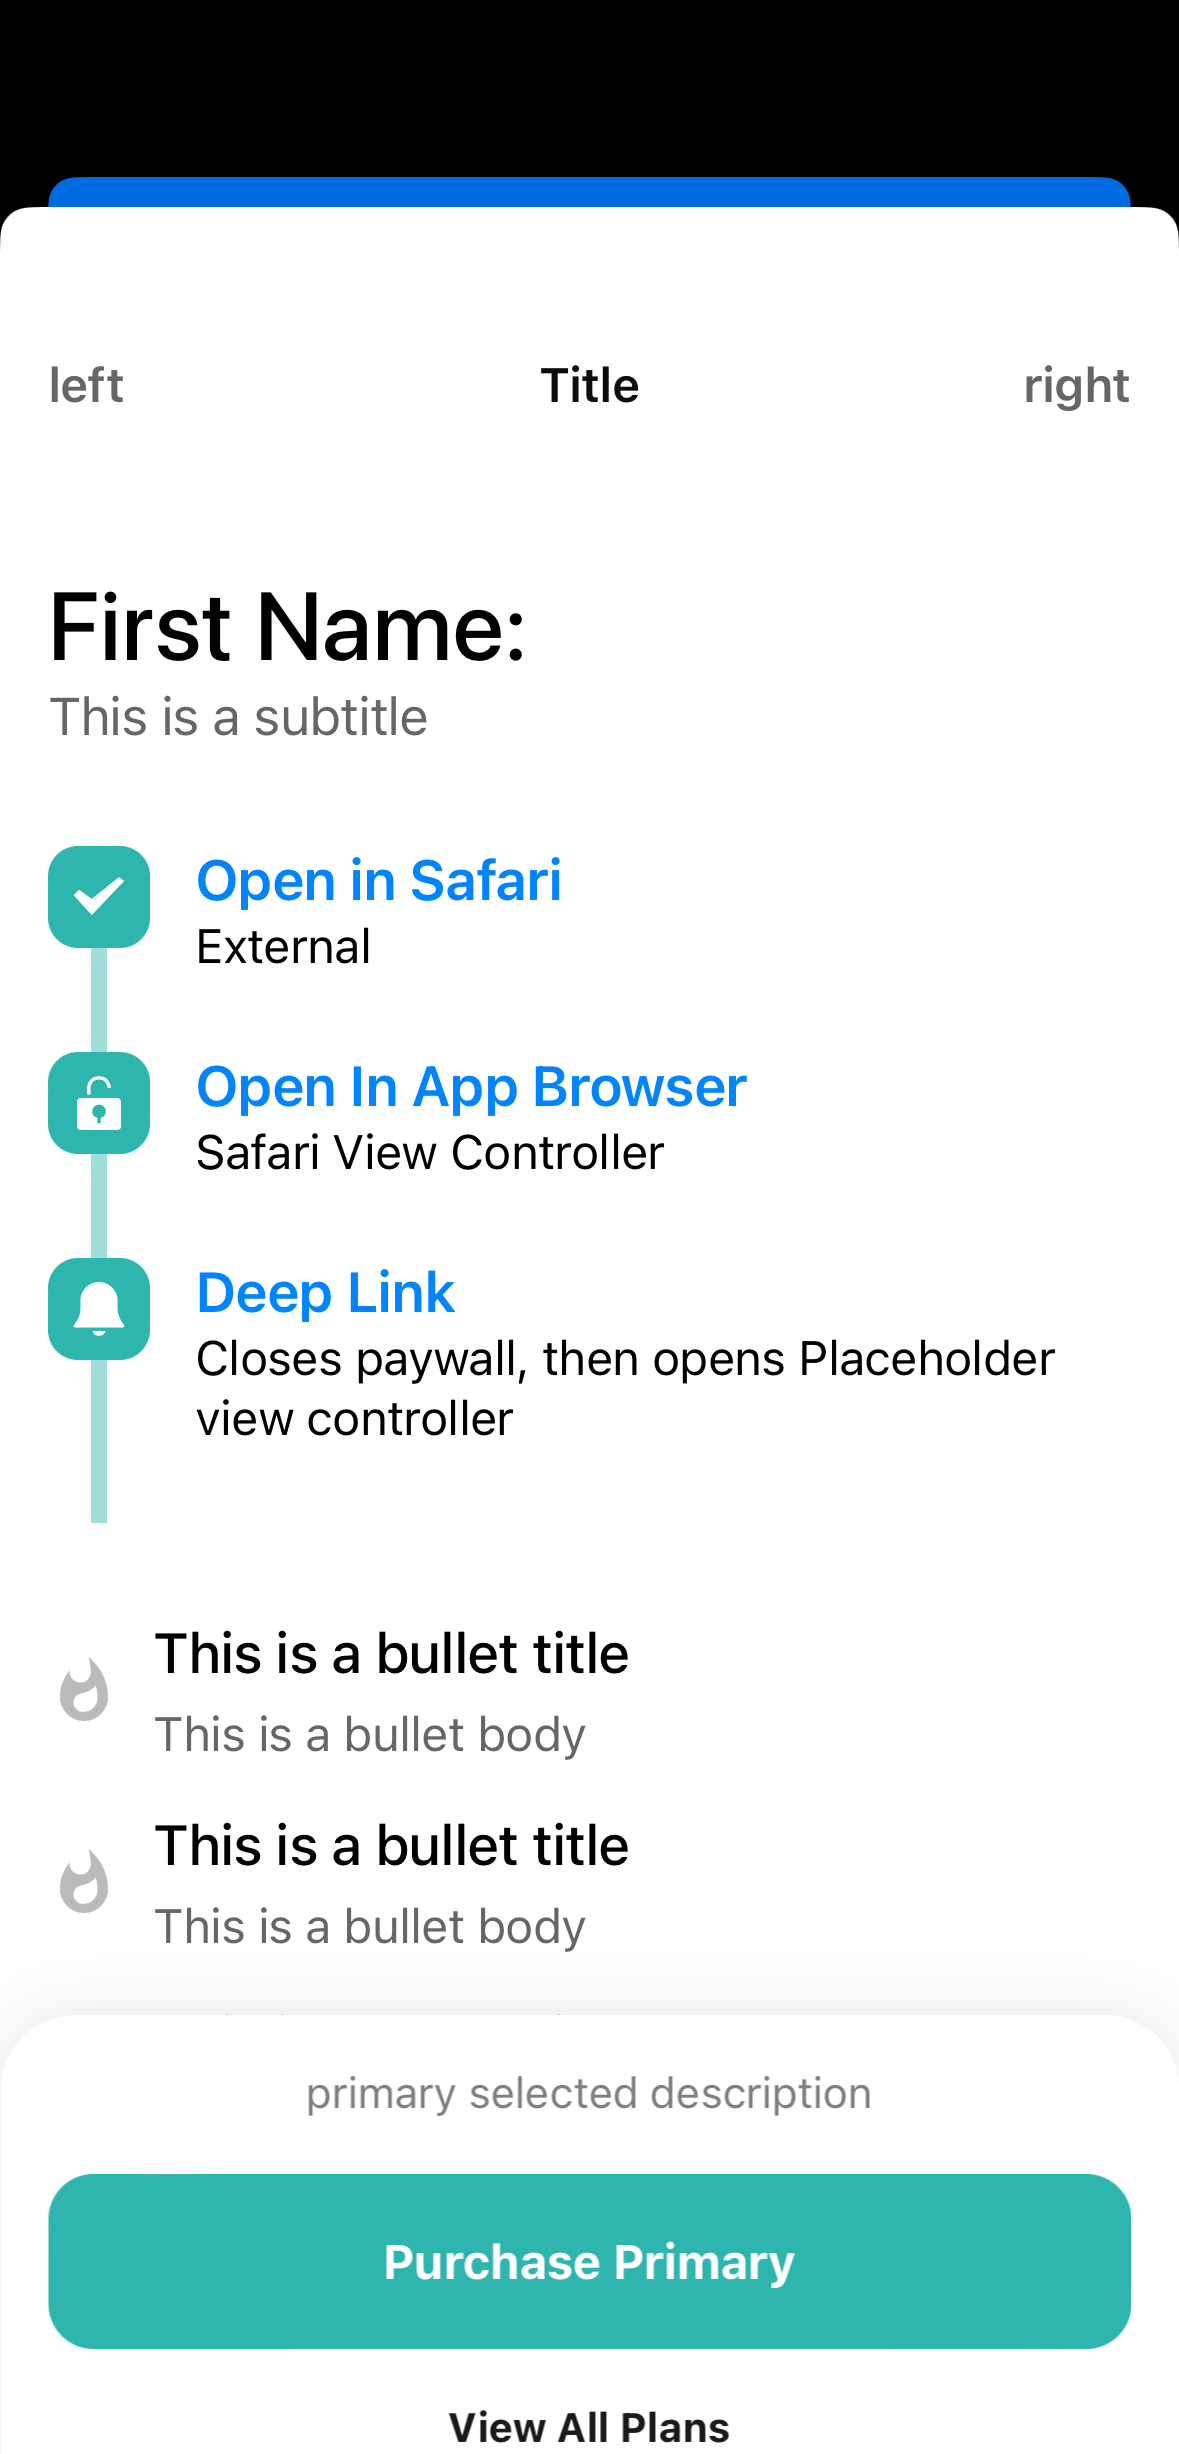 left
Title
right
First Name:
This is a subtitle
Open in Safari
External
Open In App Browser
Safari View Controller
Deep Link
Closes paywall, then opens Placeholder
view controller
This is a bullet title
This is a bullet body
This is a bullet title
This is a bullet body
primary selected description
Purchase Primary
View All Plans